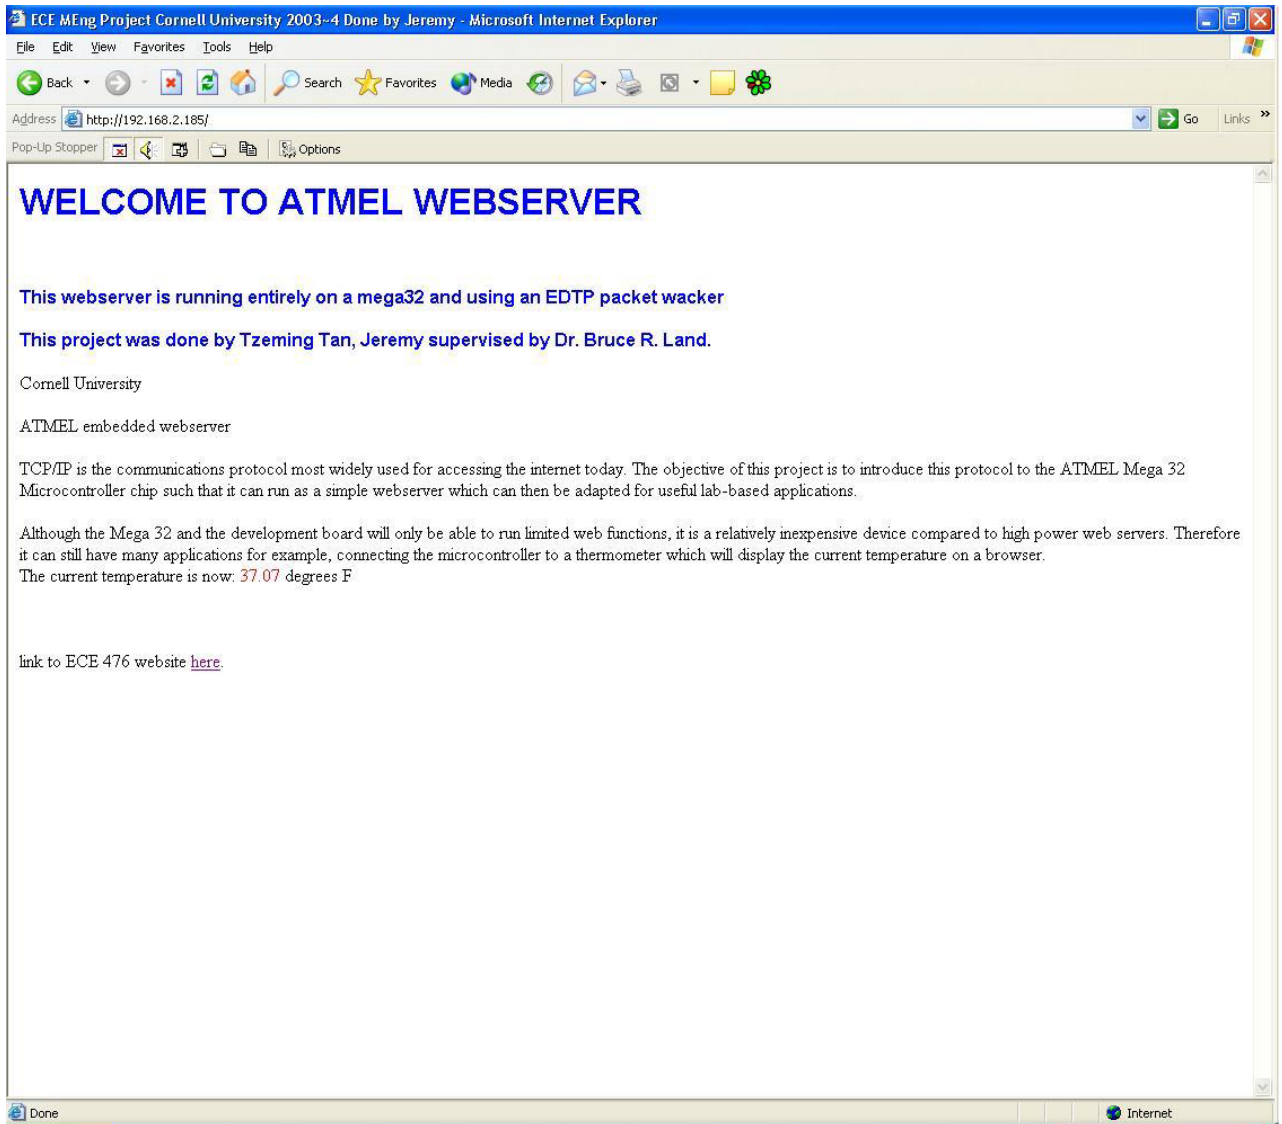 ECE MEng Project Cornell University 2003~4 Done by Jeremy - Microsoft Internet Explorer
File Edit View Favorites Tools Help
Back Search Favorites Media
Address http://192.168.2.185/ Go Links »
Pop-Up Stopper Options
WELCOME TO ATMEL WEBSERVER
This webserver is running entirely on a mega32 and using an EDTP packet wacker
This project was done by Tzeming Tan, Jeremy supervised by Dr. Bruce R. Land.
Cornell University
ATMEL embedded webserver
TCP/IP is the communications protocol most widely used for accessing the internet today. The objective of this project is to introduce this protocol to the ATMEL Mega 32
Microcontroller chip such that it can run as a simple webserver which can then be adapted for useful lab-based applications.
Although the Mega 32 and the development board will only be able to run limited web functions, it is a relatively inexpensive device compared to high power web servers. Therefore
it can still have many applications for example, connecting the microcontroller to a thermometer which will display the current temperature on a browser.
The current temperature is now: 37.07 degrees F
link to ECE 476 website here.
Done Internet